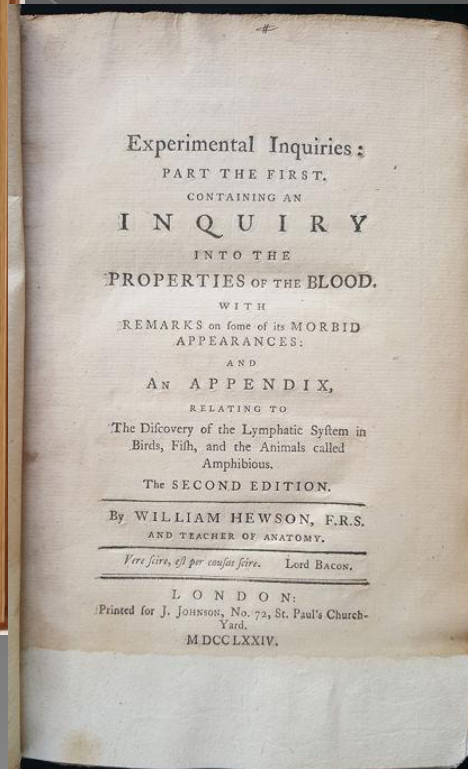 #
Experimental Inquiries:
PART THE FIRST.
CONTAINING AN
INQUIRY
INTO THE
PROPERTIES OF THE BLOOD.
WITH
REMARKS on ſome of its MORBID
APPEARANCES:
AND
AN APPENDIX,
RELATING TO
The Diſcovery of the Lymphatic Syſtem in
Birds, Fiſh, and the Animals called
Amphibious.
The SECOND EDITION.
By WILLIAM HEWSON, F.R.S.
AND TEACHER OF ANATOMY.
Vere ſcire, eſt per cauſas ſcire. Lord BACON.
LONDON:
Printed for J. JOHNSON, No. 72, St. Paul's Church-
Yard.
MDCCLXXIV.